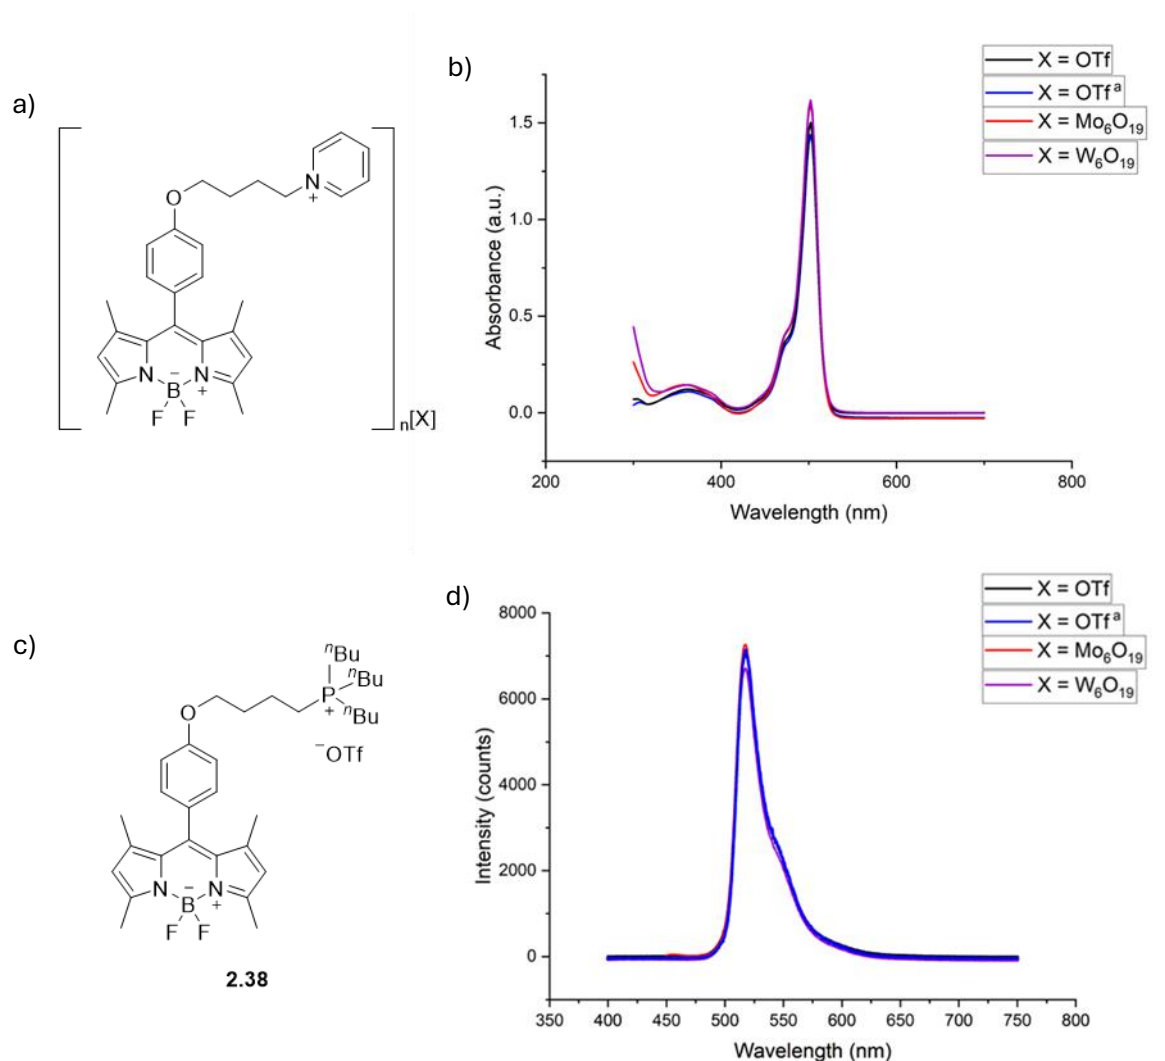 a)
O
N
+
N
B
−
N
+
F
F
n[X]
b)
X = OTf
X = OTf a
X = Mo6O19
X = W6O19
Absorbance (a.u.)
1.5
1.0
0.5
0.0
200
400
600
800
Wavelength (nm)
c)
nBu
nBu
P
+
nBu
O
−OTf
N
B
−
N
+
F
F
2.38
d)
X = OTf
X = OTf a
X = Mo6O19
X = W6O19
Intensity (counts)
8000
6000
4000
2000
0
350
400
450
500
550
600
650
700
750
800
Wavelength (nm)